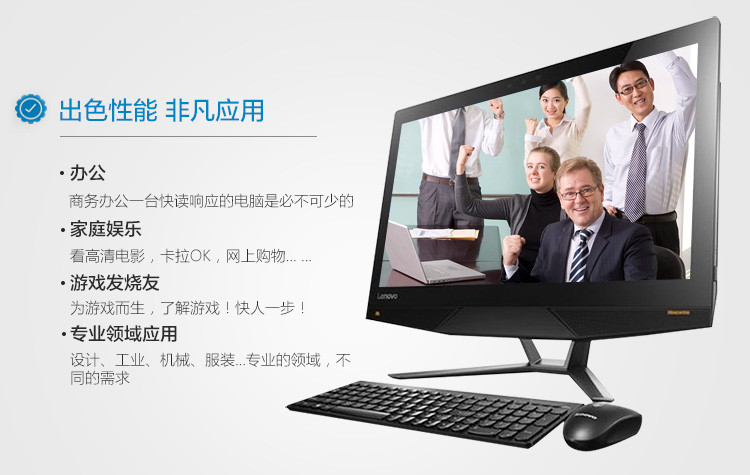 出色性能 非凡应用
• 办公
商务办公一台快读响应的电脑是必不可少的
• 家庭娱乐
看高清电影，卡拉OK，网上购物... ...
• 游戏发烧友
为游戏而生，了解游戏！快人一步！
• 专业领域应用
设计、工业、机械、服装...专业的领域，不
同的需求
Lenovo